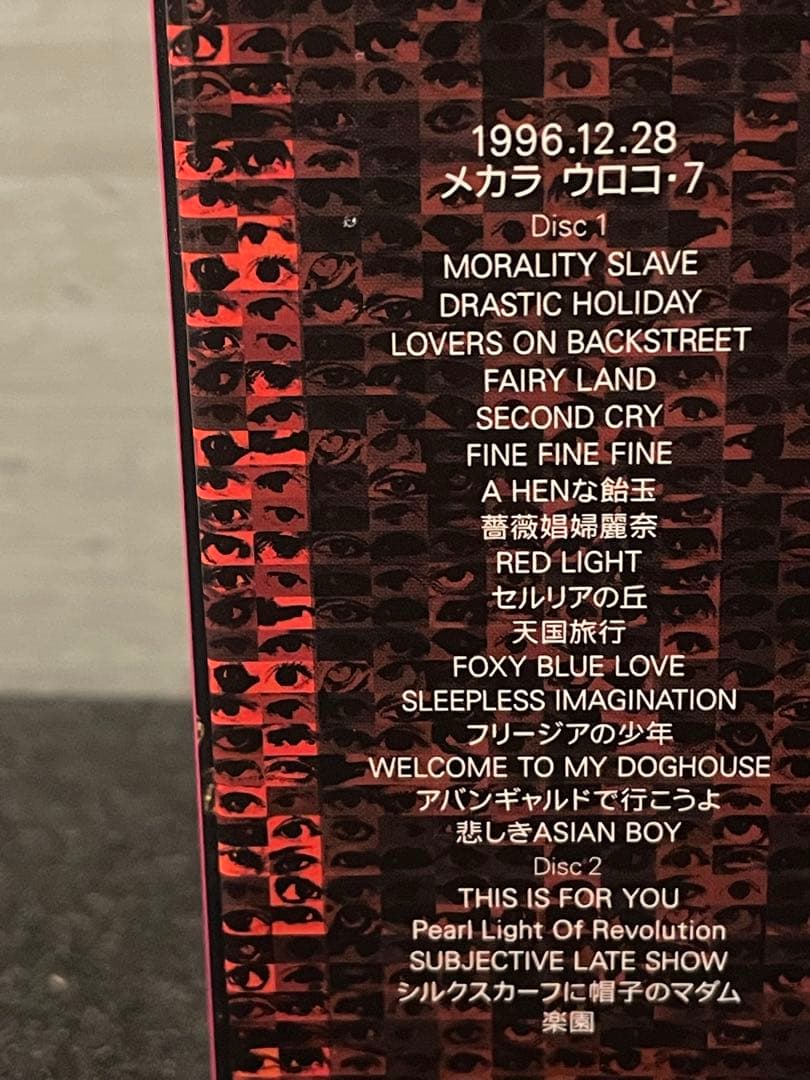 1996.12.28
メカラ ウロコ・7
Disc 1
MORALITY SLAVE
DRASTIC HOLIDAY
LOVERS ON BACKSTREET
FAIRY LAND
SECOND CRY
FINE FINE FINE
A HENな飴玉
薔薇娼婦麗奈
RED LIGHT
セルリアの丘
天国旅行
FOXY BLUE LOVE
SLEEPLESS IMAGINATION
フリージアの少年
WELCOME TO MY DOGHOUSE
アバンギャルドで行こうよ
悲しきASIAN BOY
Disc 2
THIS IS FOR YOU
Pearl Light Of Revolution
SUBJECTIVE LATE SHOW
シルクスカーフに帽子のマダム
楽園